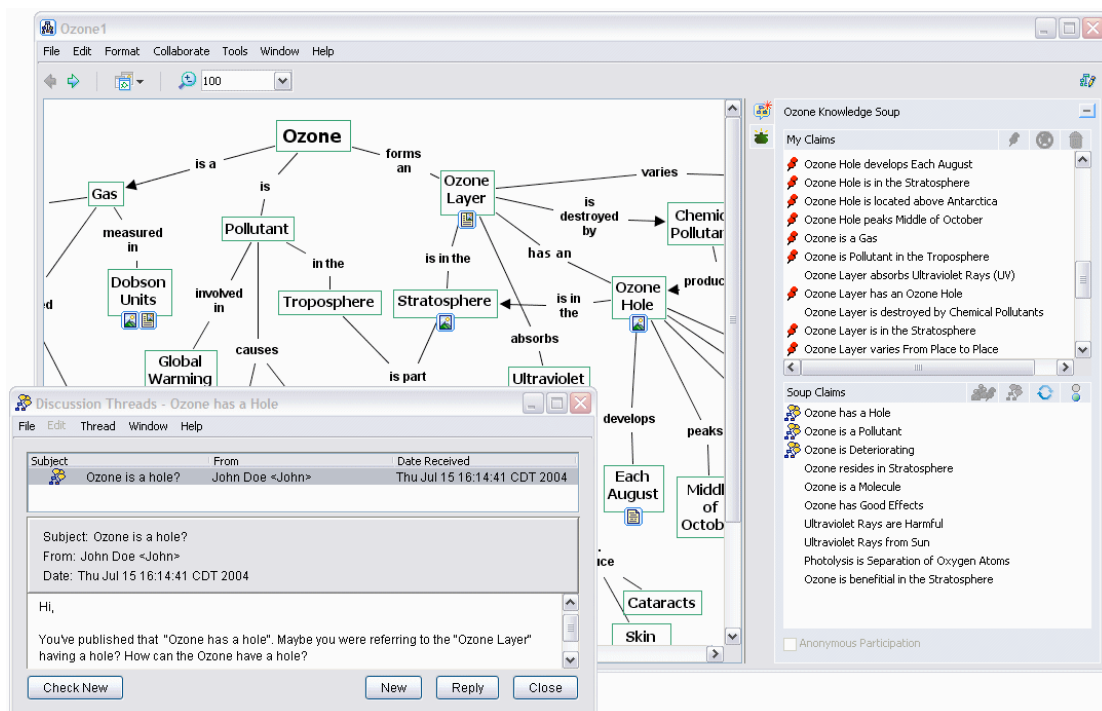 Ozone1
File Edit Format Collaborate Tools Window Help
100
Ozone
is a
is
forms
an
varies
Gas
Ozone
Layer
is
destroyed
by
Pollutant
measured
in
in the
is in the
has an
Dobson
Units
involved
in
Troposphere
Stratosphere
is in
the
Ozone
Hole
causes
absorbs
Global
Warming
is part
Ultraviolet
develops
peaks
Each
August
of
Cataracts
Skin
Ozone Knowledge Soup
My Claims
Ozone Hole develops Each August
Ozone Hole is in the Stratosphere
Ozone Hole is located above Antarctica
Ozone Hole peaks Middle of October
Ozone is a Gas
Ozone is Pollutant in the Troposphere
Ozone Layer absorbs Ultraviolet Rays (UV)
Ozone Layer has an Ozone Hole
Ozone Layer is destroyed by Chemical Pollutants
Ozone Layer is in the Stratosphere
Ozone Layer varies From Place to Place
Soup Claims
Ozone has a Hole
Ozone is a Pollutant
Ozone is Deteriorating
Ozone resides in Stratosphere
Ozone is a Molecule
Ozone has Good Effects
Ultraviolet Rays are Harmful
Ultraviolet Rays from Sun
Photolysis is Separation of Oxygen Atoms
Ozone is benefitial in the Stratosphere
Anonymous Participation
Discussion Threads - Ozone has a Hole
File Edit Thread Window Help
Subject From Date Received
Ozone is a hole? John Doe <John> Thu Jul 15 16:14:41 CDT 2004
Subject: Ozone is a hole?
From: John Doe <John>
Date: Thu Jul 15 16:14:41 CDT 2004
Hi,
You've published that "Ozone has a hole". Maybe you were referring to the "Ozone Layer"
having a hole? How can the Ozone have a hole?
Check New New Reply Close